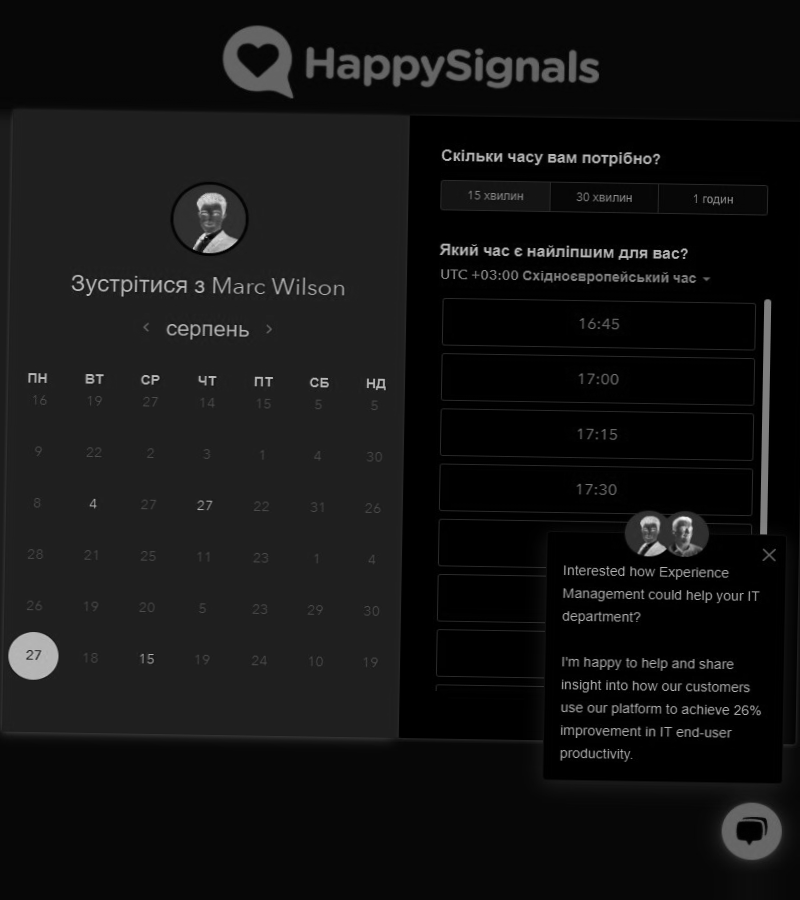 HappySignals
Зустрітися з Marc Wilson
серпень
ПН ВТ СР ЧТ ПТ СБ НД
16 19 27 14 15 5 5
9 22 2 3 1 4 30
8 4 27 27 22 31 26
28 21 25 11 23 1 4
26 19 20 5 23 29 30
27 18 15 19 24 10 19
Скільки часу вам потрібно?
15 хвилин 30 хвилин 1 годин
Який час є найліпшим для вас?
UTC +03:00 Східноєвропейський час
16:45
17:00
17:15
17:30
Interested how Experience
Management could help your IT
department?
I'm happy to help and share
insight into how our customers
use our platform to achieve 26%
improvement in IT end-user
productivity.